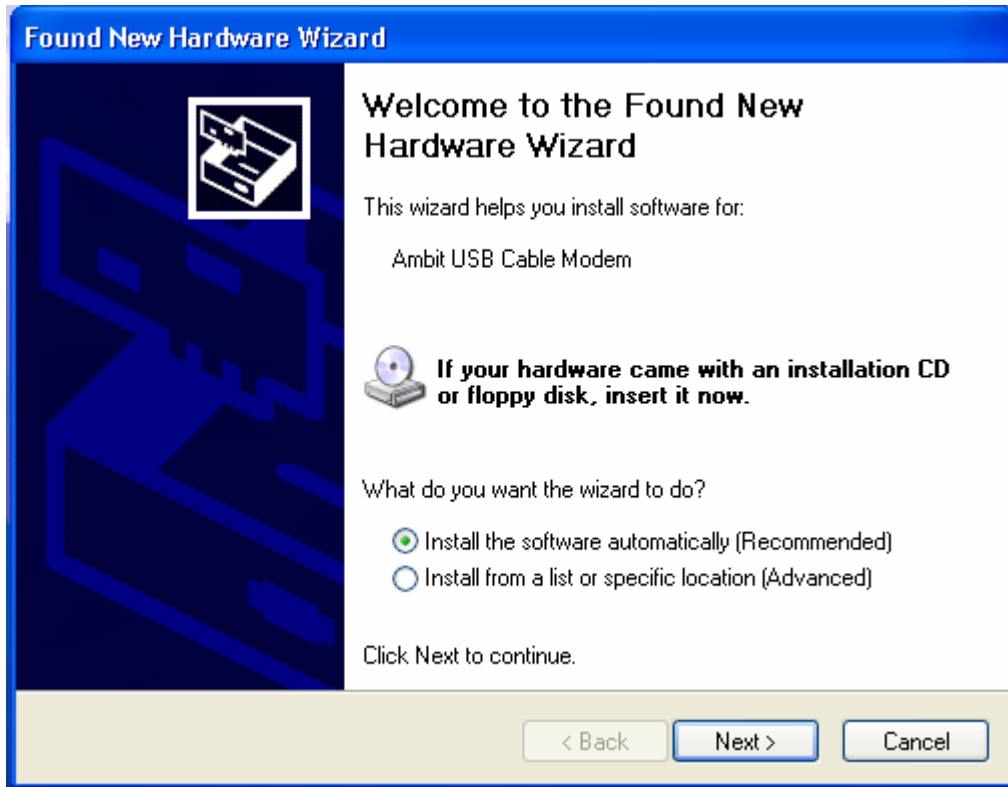 Found New Hardware Wizard
Welcome to the Found New
Hardware Wizard
This wizard helps you install software for:
Ambit USB Cable Modem
If your hardware came with an installation CD
or floppy disk, insert it now.
What do you want the wizard to do?
Install the software automatically (Recommended)
Install from a list or specific location (Advanced)
Click Next to continue.
< Back Next > Cancel